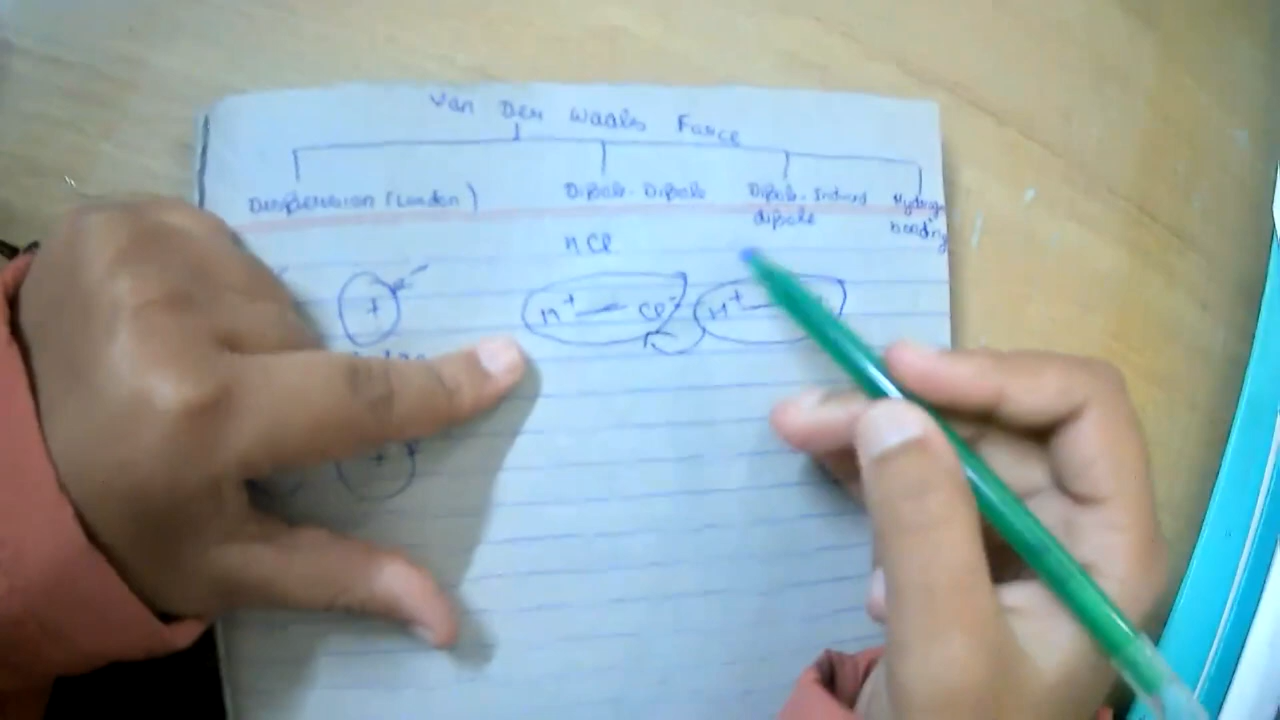 Van Der Waals Force
Dispersion (London)
Dipole - Dipole
Dipole - Induced
dipole
Hydrogen
bonding
HCl
+
H⁺ — Cl⁻
H⁺ —
+